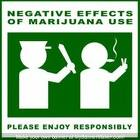 NEGATIVE EFFECTS
OF MARIJUANA USE
PLEASE ENJOY RESPONSIBLY